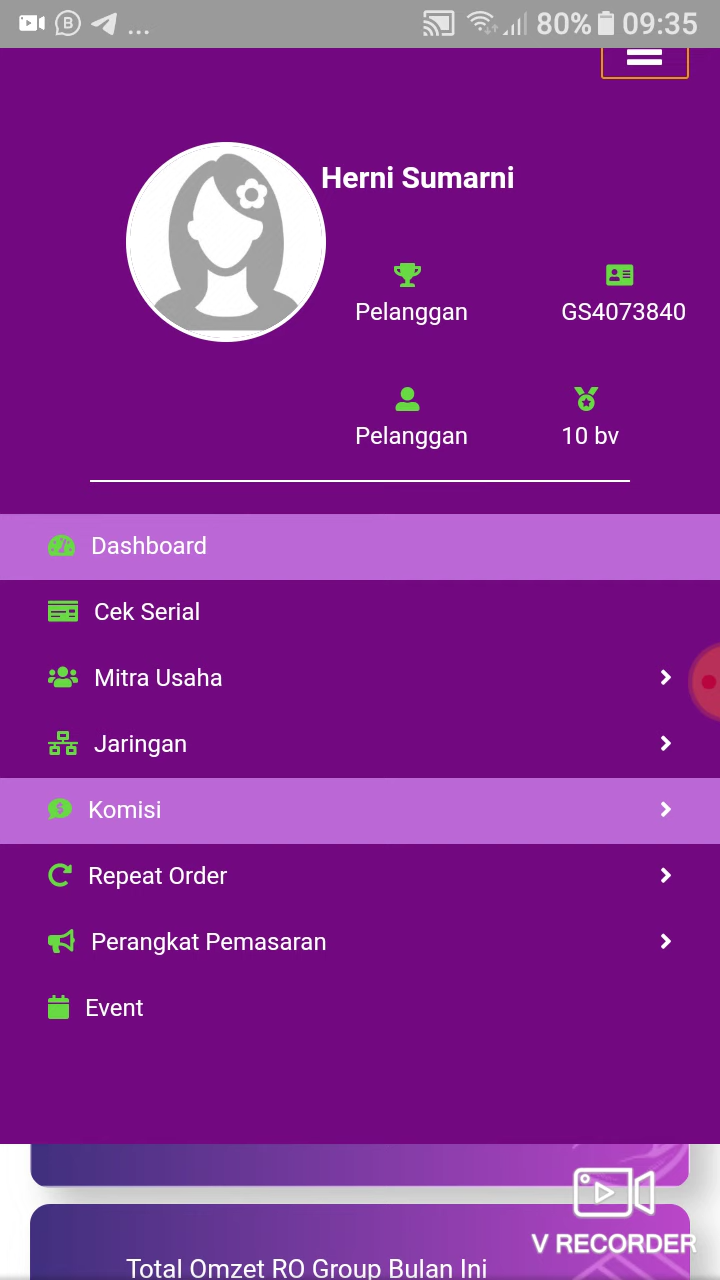 ... 80% 09:35
Herni Sumarni
Pelanggan GS4073840
Pelanggan 10 bv
Dashboard
Cek Serial
Mitra Usaha
Jaringan
Komisi
Repeat Order
Perangkat Pemasaran
Event
V RECORDER
Total Omzet RO Group Bulan Ini